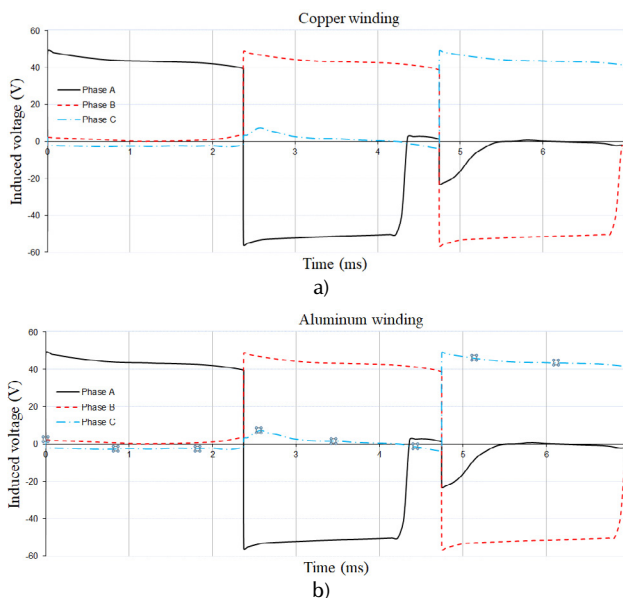 Copper winding
60
40
20
0
-20
-40
-60
Induced voltage (V)
Phase A
Phase B
Phase C
0 1 2 3 4 5 6
Time (ms)
a)
Aluminum winding
60
40
20
0
-20
-40
-60
Induced voltage (V)
Phase A
Phase B
Phase C
0 1 2 3 4 5 6
Time (ms)
b)